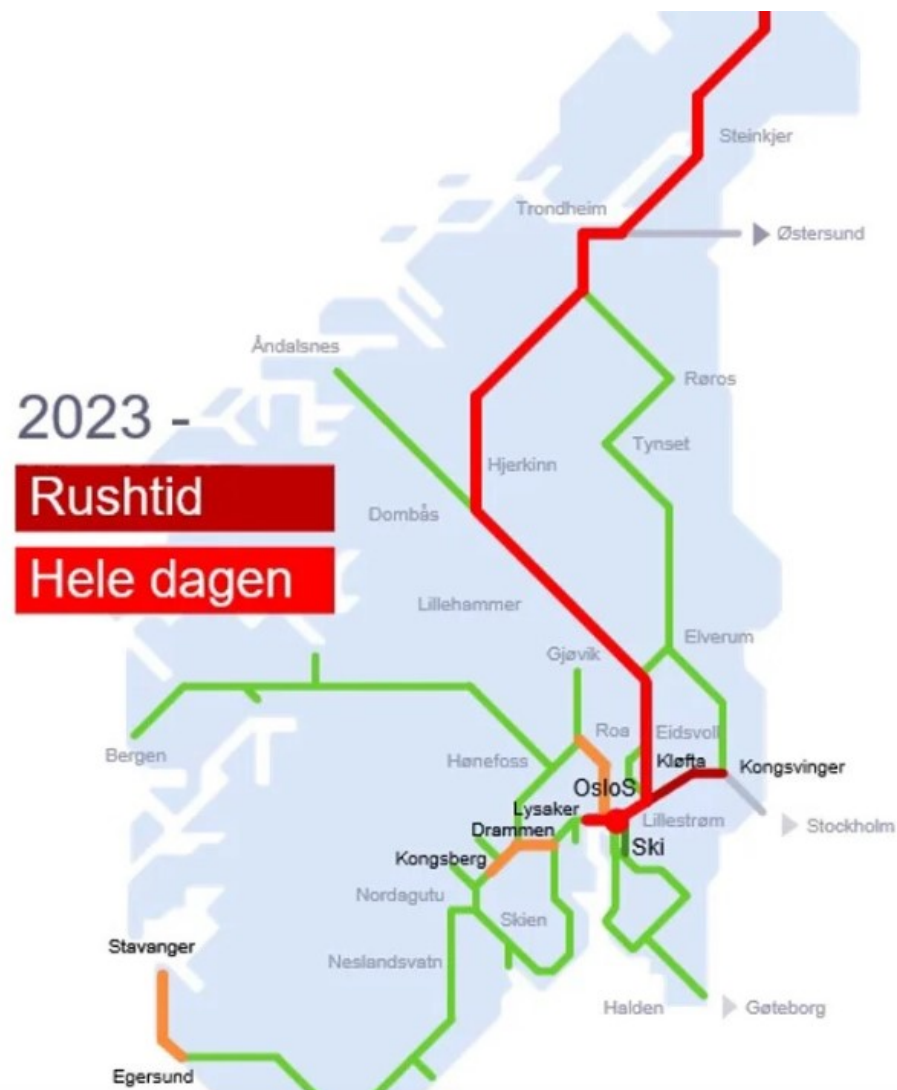 Steinkjer
Trondheim
Østersund
Åndalsnes
Røros
2023 -
Tynset
Hjerkinn
Rushtid
Dombås
Hele dagen
Lillehammer
Elverum
Gjøvik
Roa
Eidsvoll
Bergen
Hønefoss
Kløfta
Kongsvinger
OsloS
Lysaker
Lillestrøm
Stockholm
Drammen
Ski
Kongsberg
Nordagutu
Skien
Stavanger
Neslandsvatn
Halden
Gøteborg
Egersund